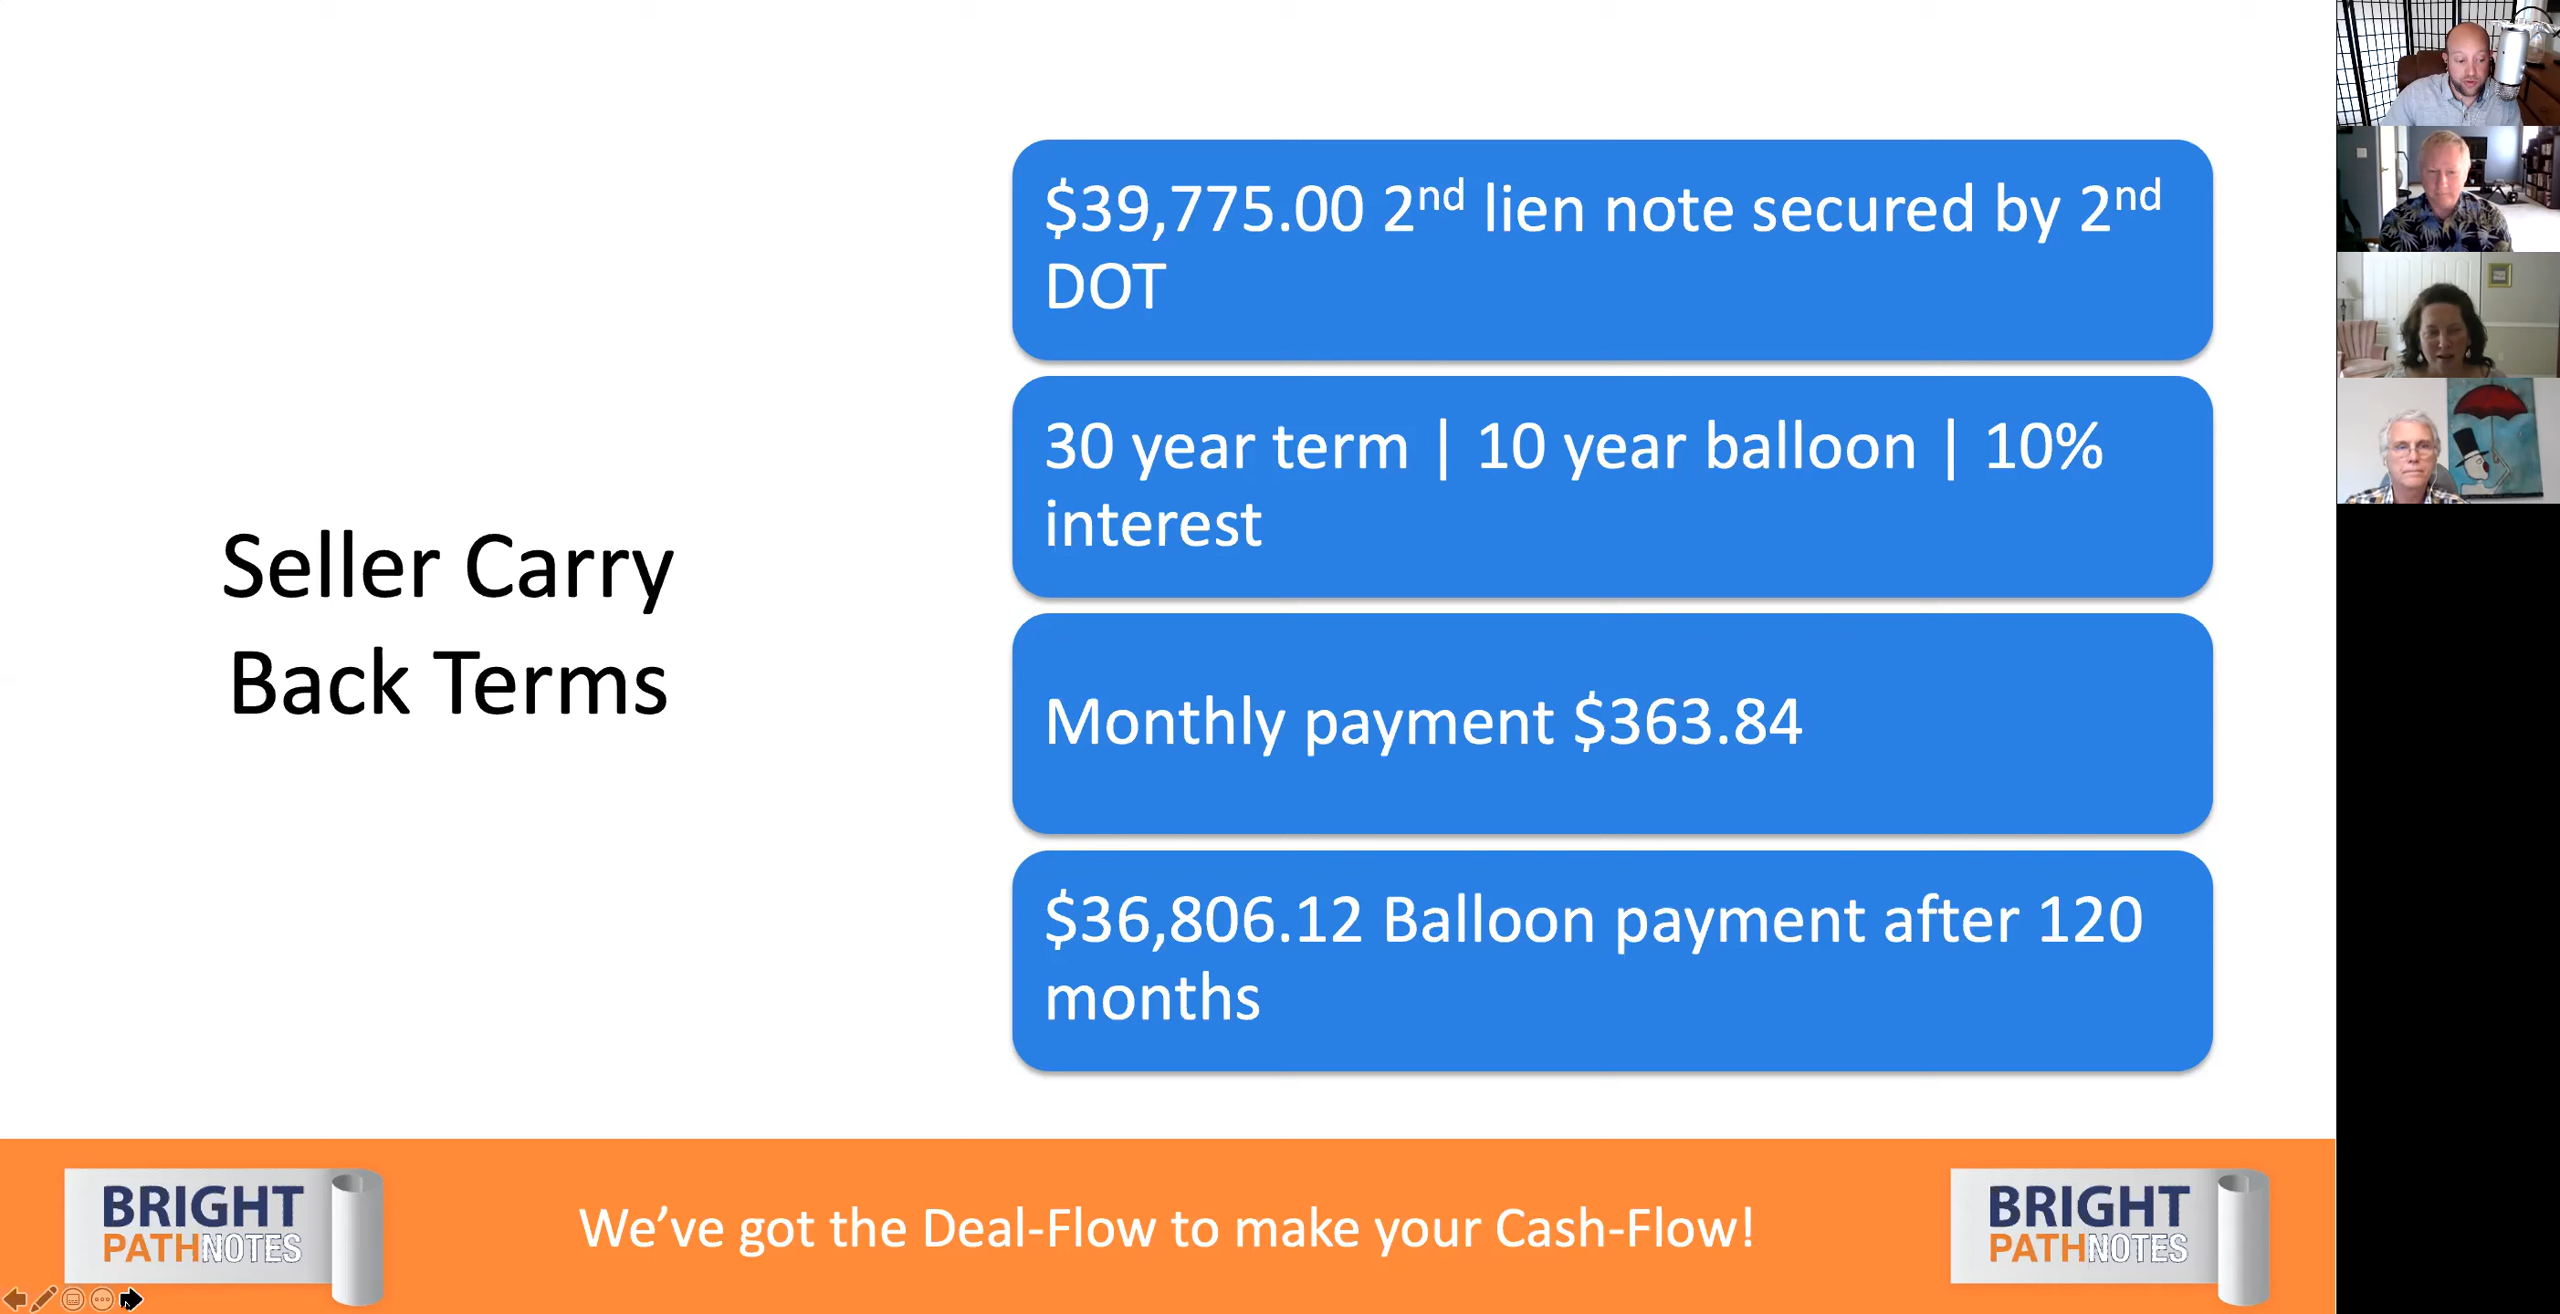 Seller Carry
Back Terms
$39,775.00 2nd lien note secured by 2nd
DOT
30 year term | 10 year balloon | 10%
interest
Monthly payment $363.84
$36,806.12 Balloon payment after 120
months
BRIGHT
PATHNOTES
We’ve got the Deal-Flow to make your Cash-Flow!
BRIGHT
PATHNOTES